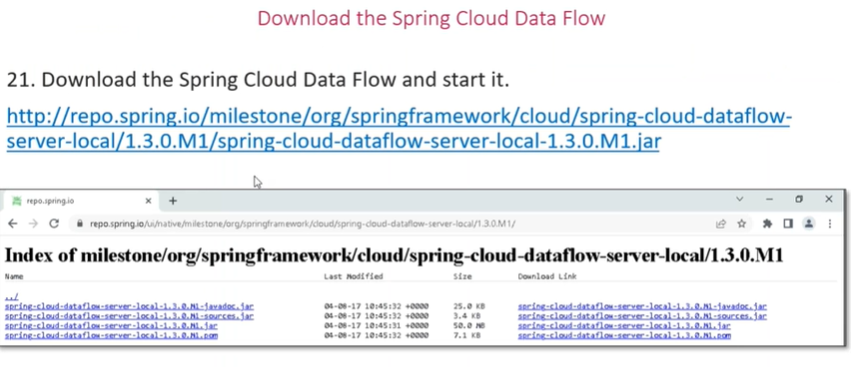 Download the Spring Cloud Data Flow
21. Download the Spring Cloud Data Flow and start it.
http://repo.spring.io/milestone/org/springframework/cloud/spring-cloud-dataflow-
server-local/1.3.0.M1/spring-cloud-dataflow-server-local-1.3.0.M1.jar
repo.spring.io
repo.spring.io/ui/native/milestone/org/springframework/cloud/spring-cloud-dataflow-server-local/1.3.0.M1/
Index of milestone/org/springframework/cloud/spring-cloud-dataflow-server-local/1.3.0.M1
Name Last Modified Size Download Link
../
spring-cloud-dataflow-server-local-1.3.0.M1-javadoc.jar 04-08-17 10:45:32 +0000 25.0 KB spring-cloud-dataflow-server-local-1.3.0.M1-javadoc.jar
spring-cloud-dataflow-server-local-1.3.0.M1-sources.jar 04-08-17 10:45:32 +0000 3.4 KB spring-cloud-dataflow-server-local-1.3.0.M1-sources.jar
spring-cloud-dataflow-server-local-1.3.0.M1.jar 04-08-17 10:45:31 +0000 50.0 MB spring-cloud-dataflow-server-local-1.3.0.M1.jar
spring-cloud-dataflow-server-local-1.3.0.M1.pom 04-08-17 10:45:32 +0000 7.1 KB spring-cloud-dataflow-server-local-1.3.0.M1.pom